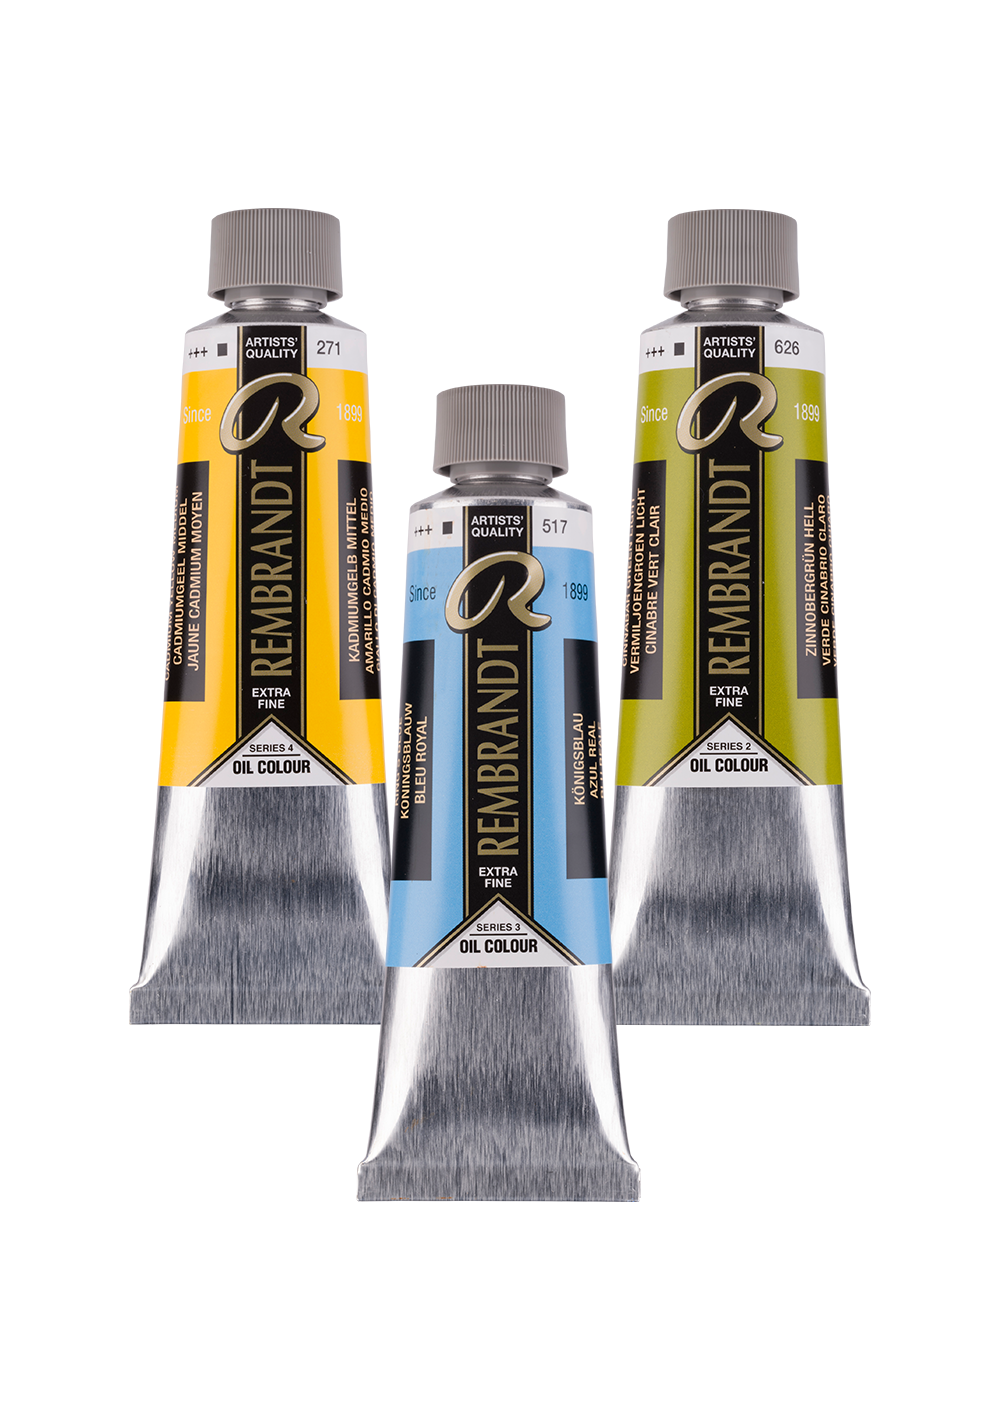 +++ ■ ARTISTS' QUALITY 271
Since 1899
R
REMBRANDT
CADMIUMGEEL MIDDEL
JAUNE CADMIUM MOYEN
KADMIUMGELB MITTEL
AMARILLO CADMIO MEDIO
EXTRA
FINE
SERIES 4
OIL COLOUR
+++ ■ ARTISTS' QUALITY 517
Since 1899
R
REMBRANDT
KONINGSBLAUW
BLEU ROYAL
KÖNIGSBLAU
AZUL REAL
EXTRA
FINE
SERIES 3
OIL COLOUR
+++ ■ ARTISTS' QUALITY 626
Since 1899
R
REMBRANDT
VERMILJOENGROEN LICHT
CINABRE VERT CLAIR
ZINNOBERGRÜN HELL
VERDE CINABRIO CLARO
EXTRA
FINE
SERIES 2
OIL COLOUR